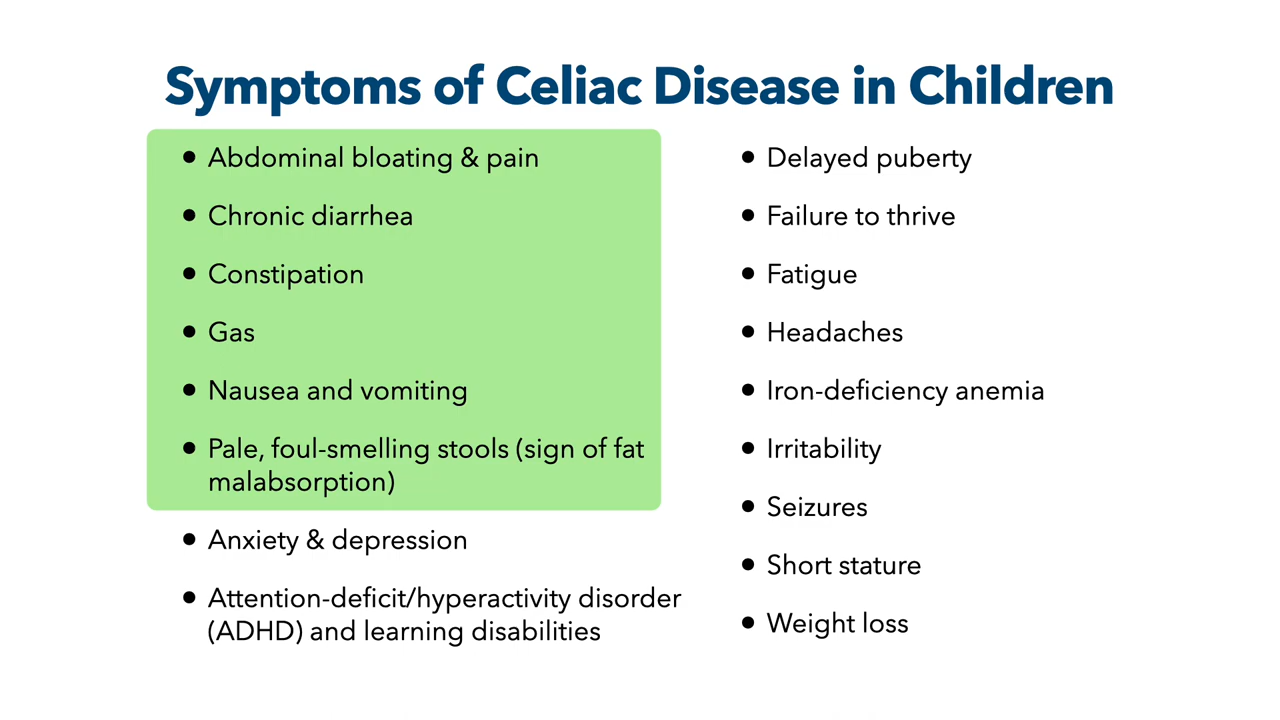 Symptoms of Celiac Disease in Children
• Abdominal bloating & pain
• Chronic diarrhea
• Constipation
• Gas
• Nausea and vomiting
• Pale, foul-smelling stools (sign of fat
malabsorption)
• Anxiety & depression
• Attention-deficit/hyperactivity disorder
(ADHD) and learning disabilities
• Delayed puberty
• Failure to thrive
• Fatigue
• Headaches
• Iron-deficiency anemia
• Irritability
• Seizures
• Short stature
• Weight loss